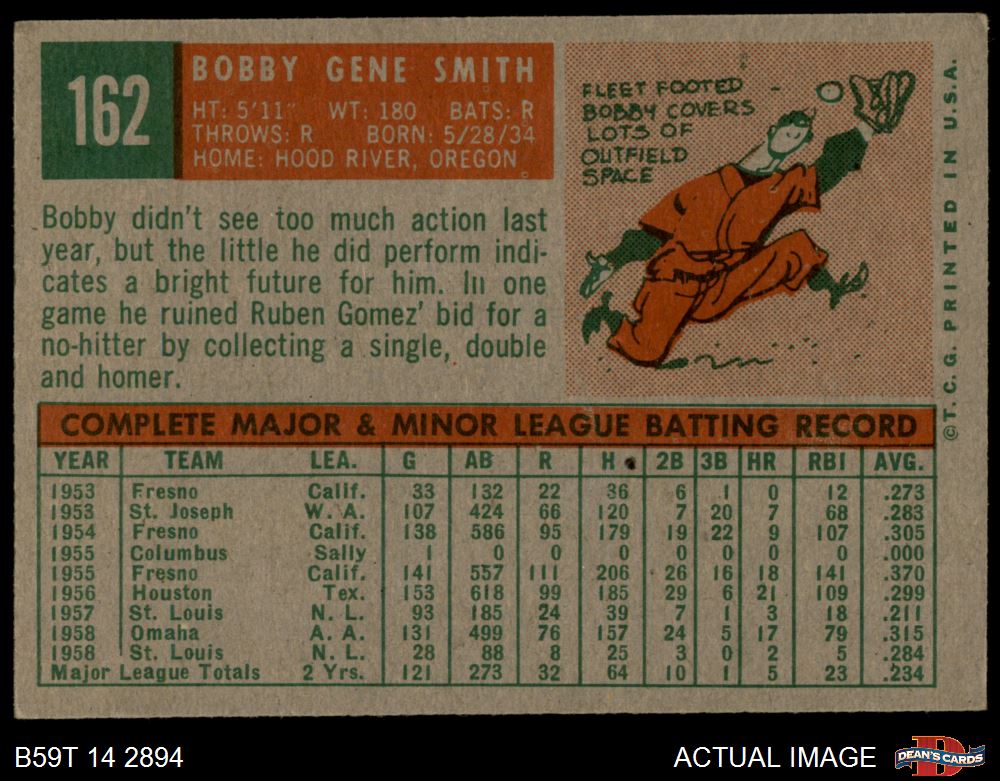 162
BOBBY GENE SMITH
HT: 5'11" WT: 180 BATS: R
THROWS: R BORN: 5/28/34
HOME: HOOD RIVER, OREGON
FLEET FOOTED
BOBBY COVERS
LOTS OF
OUTFIELD
SPACE
Bobby didn't see too much action last
year, but the little he did perform indi-
cates a bright future for him. In one
game he ruined Ruben Gomez' bid for a
no-hitter by collecting a single, double
and homer.
©T.C.G. PRINTED IN U.S.A.
COMPLETE MAJOR & MINOR LEAGUE BATTING RECORD
YEAR TEAM LEA. G AB R H 2B 3B HR RBI AVG.
1953 Fresno Calif. 33 132 22 36 6 1 0 12 .273
1953 St. Joseph W. A. 107 424 66 120 7 20 7 68 .283
1954 Fresno Calif. 138 586 95 179 19 22 9 107 .305
1955 Columbus Sally 1 0 0 0 0 0 0 0 .000
1955 Fresno Calif. 141 557 111 206 26 16 18 141 .370
1956 Houston Tex. 153 618 99 185 29 6 21 109 .299
1957 St. Louis N. L. 93 185 24 39 7 1 3 18 .211
1958 Omaha A. A. 131 499 76 157 24 5 17 79 .315
1958 St. Louis N. L. 28 88 8 25 3 0 2 5 .284
Major League Totals 2 Yrs. 121 273 32 64 10 1 5 23 .234
B59T 14 2894
ACTUAL IMAGE
D
DEAN'S CARDS